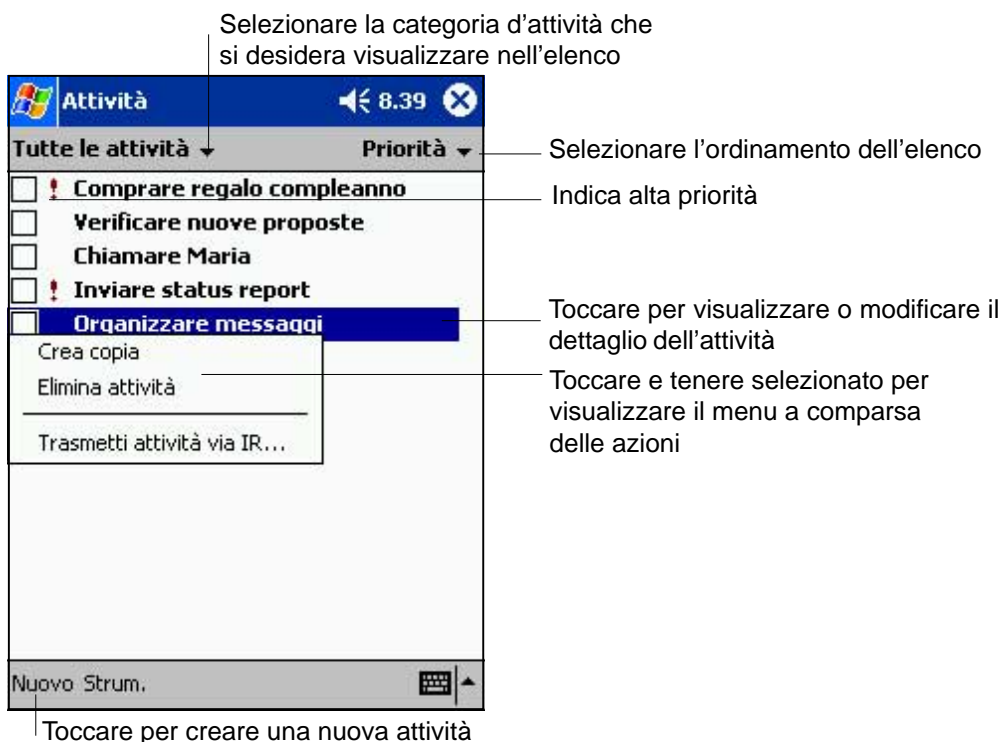 Selezionare la categoria d'attività che
si desidera visualizzare nell'elenco
Attività 8.39
Tutte le attività Priorità
Selezionare l'ordinamento dell'elenco
! Comprare regalo compleanno
Indica alta priorità
Verificare nuove proposte
Chiamare Maria
! Inviare status report
Organizzare messaggi
Toccare per visualizzare o modificare il
dettaglio dell'attività
Crea copia
Elimina attività
Trasmetti attività via IR...
Toccare e tenere selezionato per
visualizzare il menu a comparsa
delle azioni
Nuovo Strum.
Toccare per creare una nuova attività